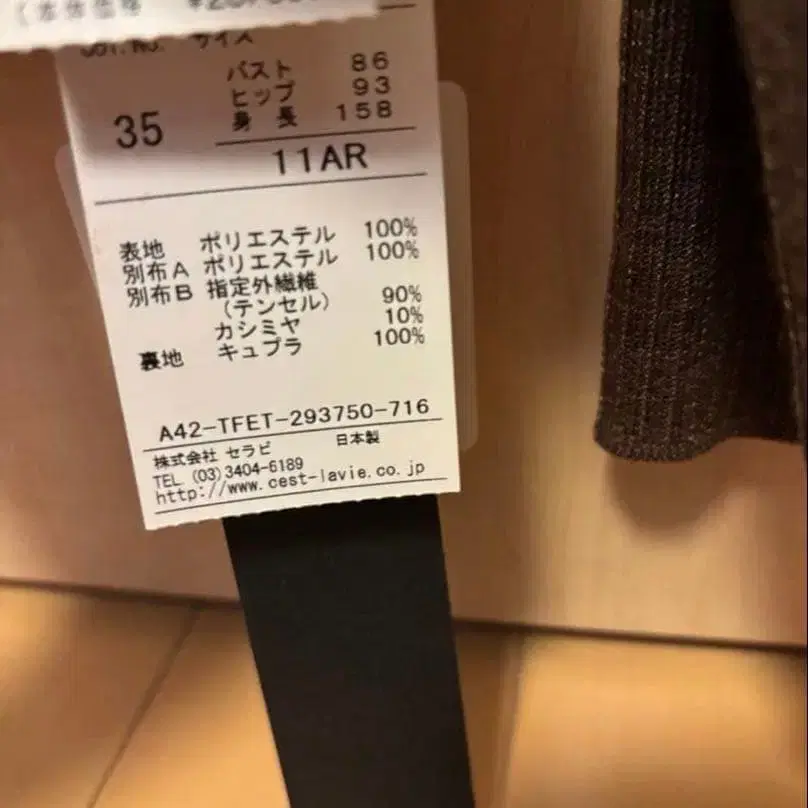 サイズ
バスト 86
ヒップ 93
35 身長 158
11AR
表地 ポリエステル 100%
別布A ポリエステル 100%
別布B 指定外繊維
(テンセル) 90%
カシミヤ 10%
裏地 キュプラ 100%
A42-TFET-293750-716
株式会社 セラビ 日本製
TEL (03)3404-6189
http://www.cest-lavie.co.jp